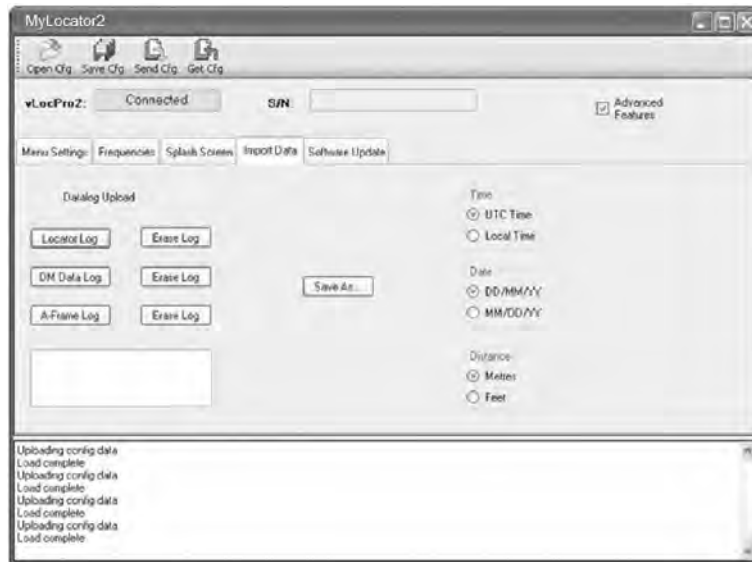 MyLocator2
Open Cfg Save Cfg Send Cfg Get Cfg
vLocPro2: Connected S/N: Advanced Features
Menu Settings Frequencies Splash Screen Import Data Software Update
Datalog Upload
Locator Log Erase Log
DM Data Log Erase Log
A-Frame Log Erase Log
Save As...
Time
UTC Time
Local Time
Date
DD/MM/YY
MM/DD/YY
Distance
Metres
Feet
Uploading config data
Load complete
Uploading config data
Load complete
Uploading config data
Load complete
Uploading config data
Load complete